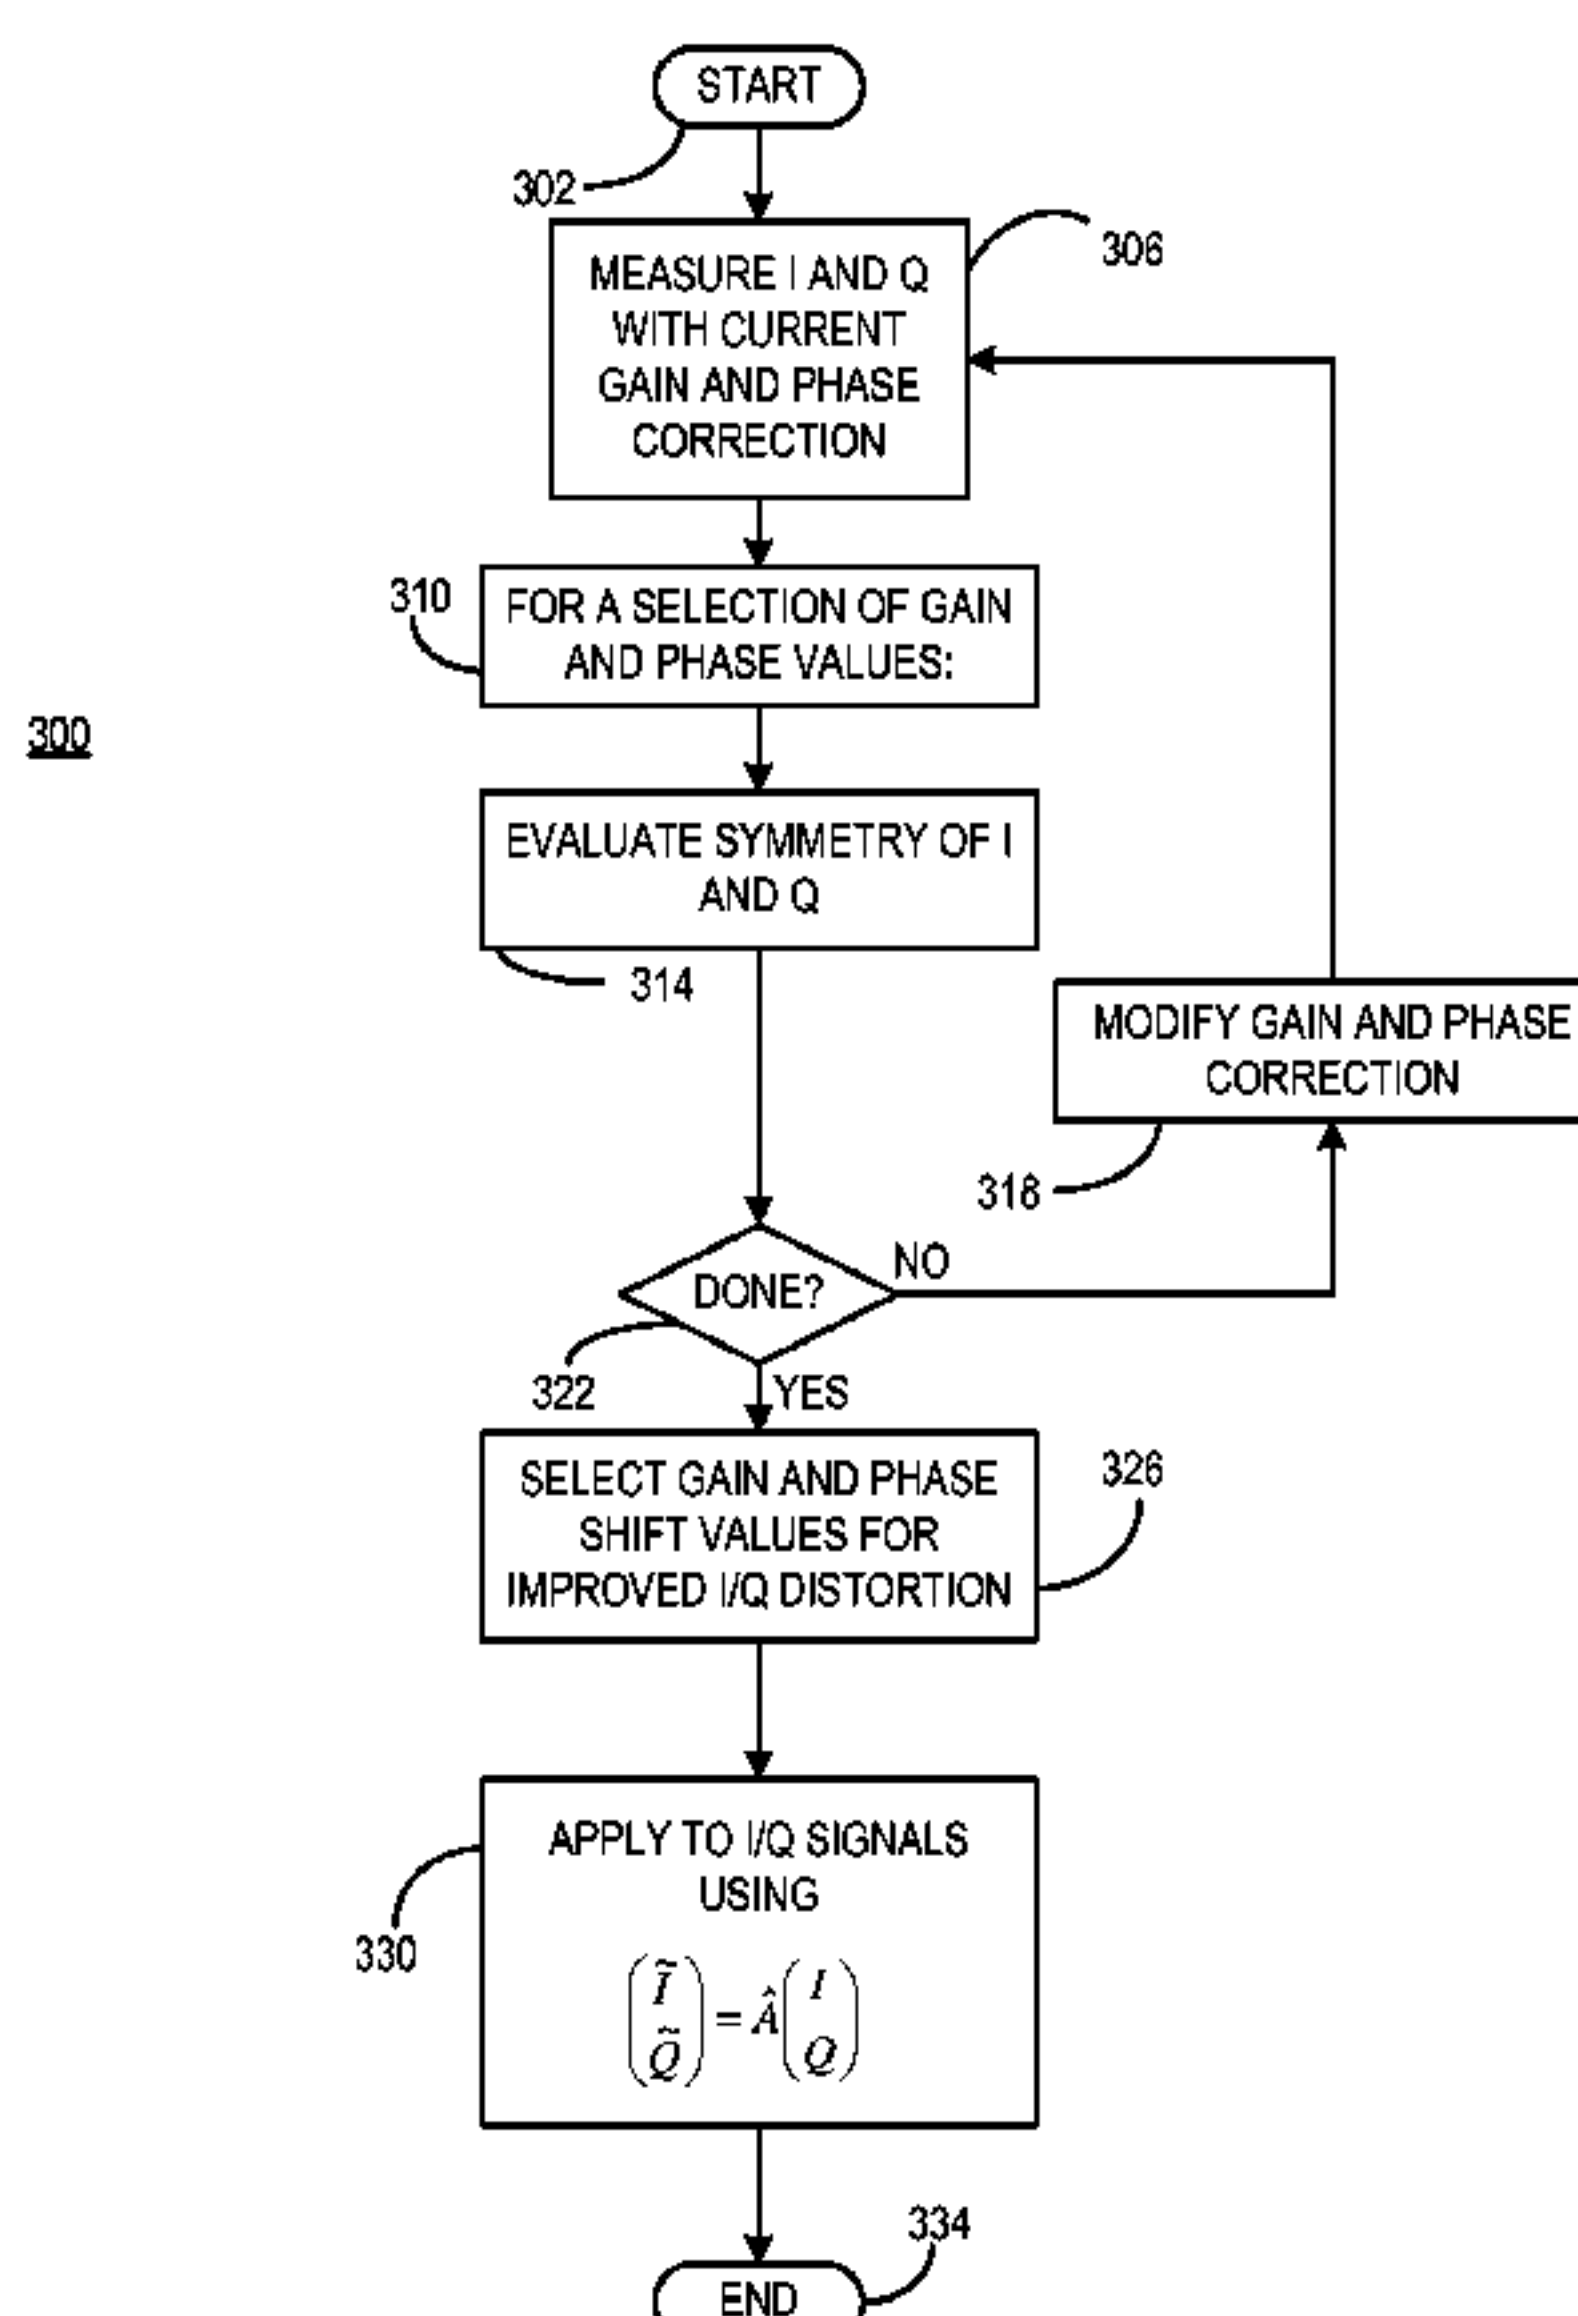 START
302
MEASURE I AND Q
WITH CURRENT
GAIN AND PHASE
CORRECTION
306
310
FOR A SELECTION OF GAIN
AND PHASE VALUES:
300
EVALUATE SYMMETRY OF I
AND Q
314
MODIFY GAIN AND PHASE
CORRECTION
318
DONE?
NO
322
YES
SELECT GAIN AND PHASE
SHIFT VALUES FOR
IMPROVED I/Q DISTORTION
326
APPLY TO I/Q SIGNALS
USING
330
(Ĩ Q̃) = Â (I Q)
334
END